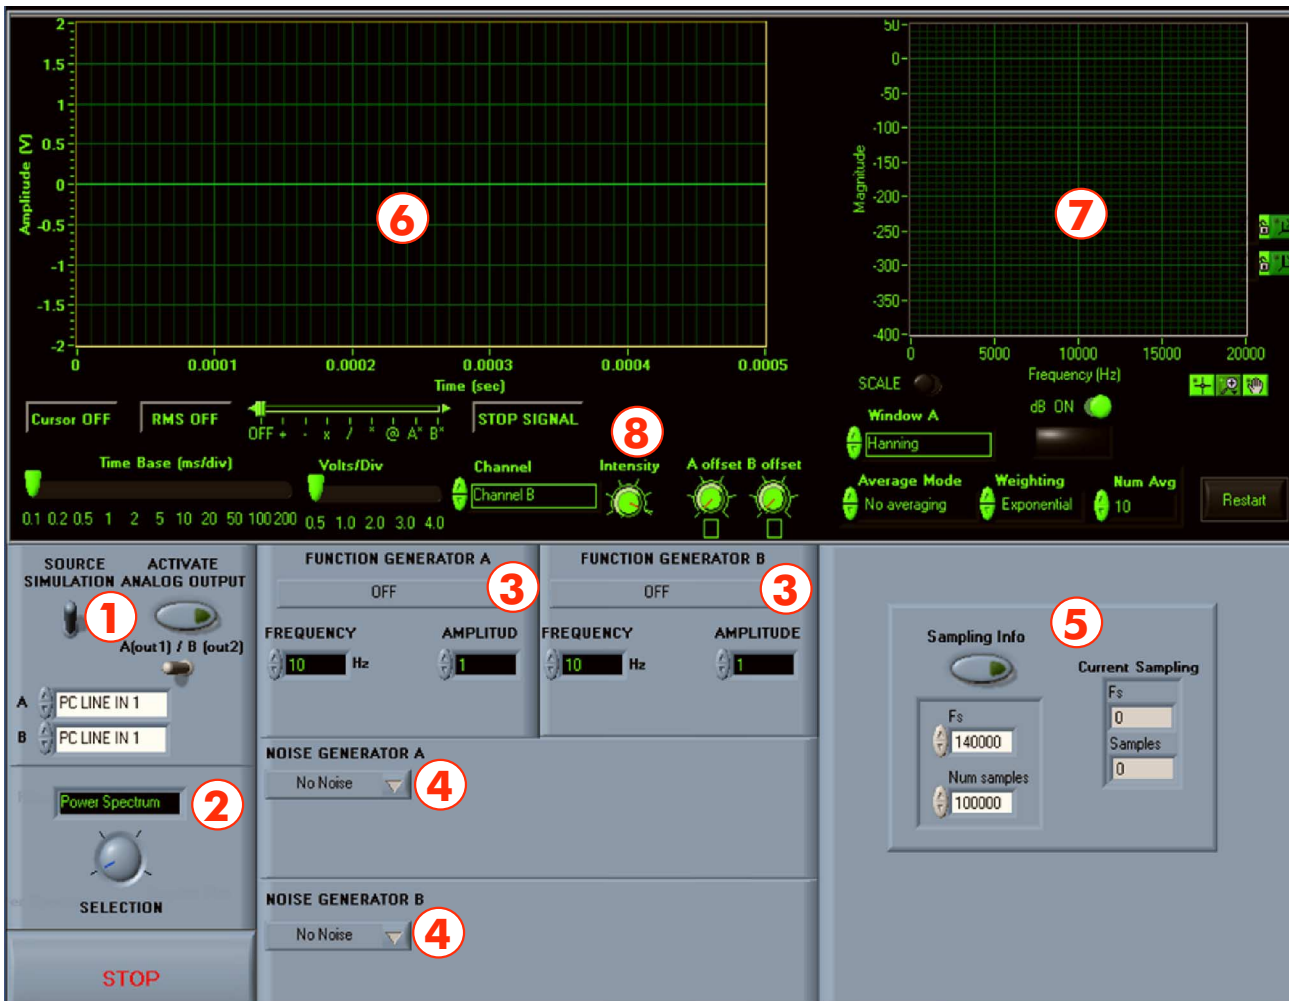 2
1.5
1
0.5
0
-0.5
-1
-1.5
-2
Amplitude (V)
0 0.0001 0.0002 0.0003 0.0004 0.0005
Time (sec)
6
50
0
-50
-100
-150
-200
-250
-300
-350
-400
Magnitude
0 5000 10000 15000 20000
Frequency (Hz)
7
Cursor OFF
RMS OFF
OFF + - x / ^ @ A* B*
STOP SIGNAL
8
SCALE
dB ON
Window A
Hanning
Time Base (ms/div)
0.1 0.2 0.5 1 2 5 10 20 50 100 200
Volts/Div
0.5 1.0 2.0 3.0 4.0
Channel
Channel B
Intensity
A offset B offset
Average Mode
No averaging
Weighting
Exponential
Num Avg
10
Restart
SOURCE
SIMULATION
ACTIVATE
ANALOG OUTPUT
1
A(out1) / B (out2)
A PC LINE IN 1
B PC LINE IN 1
Power Spectrum
2
SELECTION
STOP
FUNCTION GENERATOR A
OFF
3
FREQUENCY
10 Hz
AMPLITUD
1
FUNCTION GENERATOR B
OFF
3
FREQUENCY
10 Hz
AMPLITUDE
1
NOISE GENERATOR A
No Noise
4
NOISE GENERATOR B
No Noise
4
Sampling Info
5
Fs
140000
Num samples
100000
Current Sampling
Fs
0
Samples
0